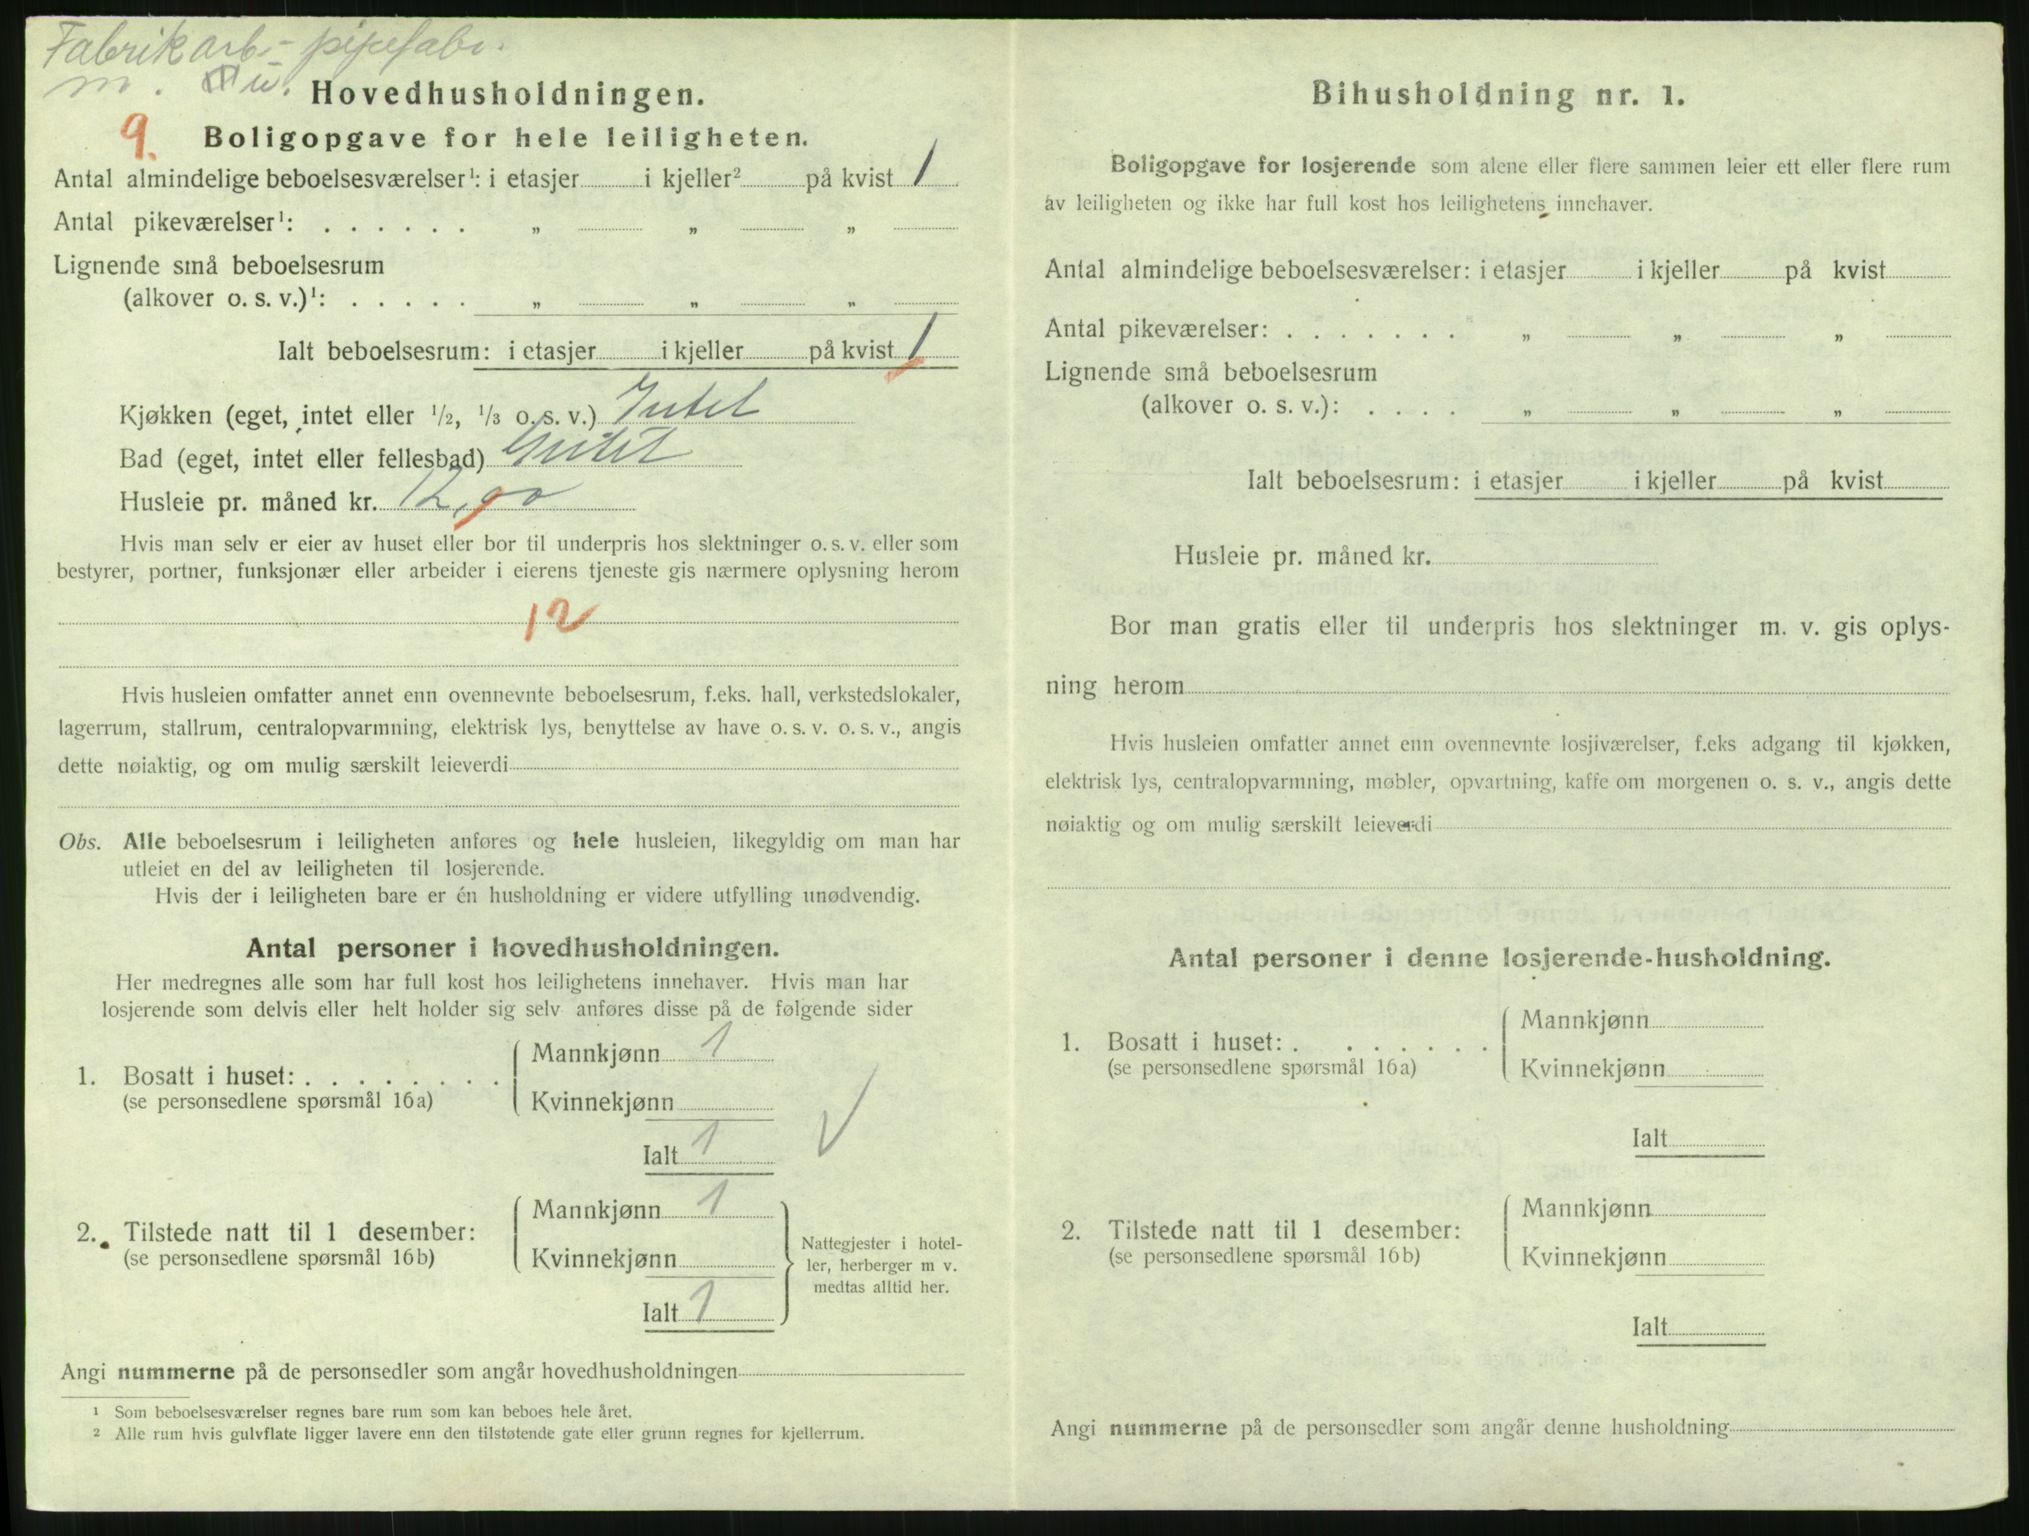 Fabrikarb.- pipefabr.
m.
u.
Hovedhusholdningen.
9.
Boligopgave for hele leiligheten.
Antal almindelige beboelsesværelser¹: i etasjer i kjeller² på kvist 1
Antal pikeværelser¹: . . . . . . „ „ „
Lignende små beboelsesrum
(alkover o. s. v.)¹: . . . . . „ „ „
Ialt beboelsesrum: i etasjer i kjeller på kvist 1
Kjøkken (eget, intet eller 1/2, 1/3 o. s. v.) Intet
Bad (eget, intet eller fellesbad) Intet
Husleie pr. måned kr. 12,00
Hvis man selv er eier av huset eller bor til underpris hos slektninger o. s. v. eller som
bestyrer, portner, funksjonær eller arbeider i eierens tjeneste gis nærmere oplysning herom
12
Hvis husleien omfatter annet enn ovennevnte beboelsesrum, f.eks. hall, verkstedslokaler,
lagerrum, stallrum, centralopvarmning, elektrisk lys, benyttelse av have o. s. v. o. s. v., angis
dette nøiaktig, og om mulig særskilt leieverdi
Obs. Alle beboelsesrum i leiligheten anføres og hele husleien, likegyldig om man har
utleiet en del av leiligheten til losjerende.
Hvis der i leiligheten bare er én husholdning er videre utfylling unødvendig.
Antal personer i hovedhusholdningen.
Her medregnes alle som har full kost hos leilighetens innehaver. Hvis man har
losjerende som delvis eller helt holder sig selv anføres disse på de følgende sider
1. Bosatt i huset: . . . . . . . .
(se personsedlene spørsmål 16a)
Mannkjønn 1
Kvinnekjønn
Ialt 1
2. Tilstede natt til 1 desember:
(se personsedlene spørsmål 16b)
Mannkjønn 1
Kvinnekjønn
Ialt 1
Nattegjester i hotel-
ler, herberger m v.
medtas alltid her.
Angi nummerne på de personsedler som angår hovedhusholdningen
¹ Som beboelsesværelser regnes bare rum som kan beboes hele året.
² Alle rum hvis gulvflate ligger lavere enn den tilstøtende gate eller grunn regnes for kjellerrum.
Bihusholdning nr. 1.
Boligopgave for losjerende som alene eller flere sammen leier ett eller flere rum
av leiligheten og ikke har full kost hos leilighetens innehaver.
Antal almindelige beboelsesværelser: i etasjer i kjeller på kvist
Antal pikeværelser: . . . . . . . „ „ „
Lignende små beboelsesrum
(alkover o. s. v.): . . . . „ „ „
Ialt beboelsesrum: i etasjer i kjeller på kvist
Husleie pr. måned kr.
Bor man gratis eller til underpris hos slektninger m. v. gis oplys-
ning herom
Hvis husleien omfatter annet enn ovennevnte losjiværelser, f.eks adgang til kjøkken,
elektrisk lys, centralopvarmning, møbler, opvartning, kaffe om morgenen o. s. v., angis dette
nøiaktig og om mulig særskilt leieverdi
Antal personer i denne losjerende-husholdning.
1. Bosatt i huset: . . . . . . .
(se personsedlene spørsmål 16a)
Mannkjønn
Kvinnekjønn
Ialt
2. Tilstede natt til 1 desember:
(se personsedlene spørsmål 16b)
Mannkjønn
Kvinnekjønn
Ialt
Angi nummerne på de personsedler som angår denne husholdning